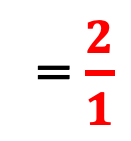 = 2/1